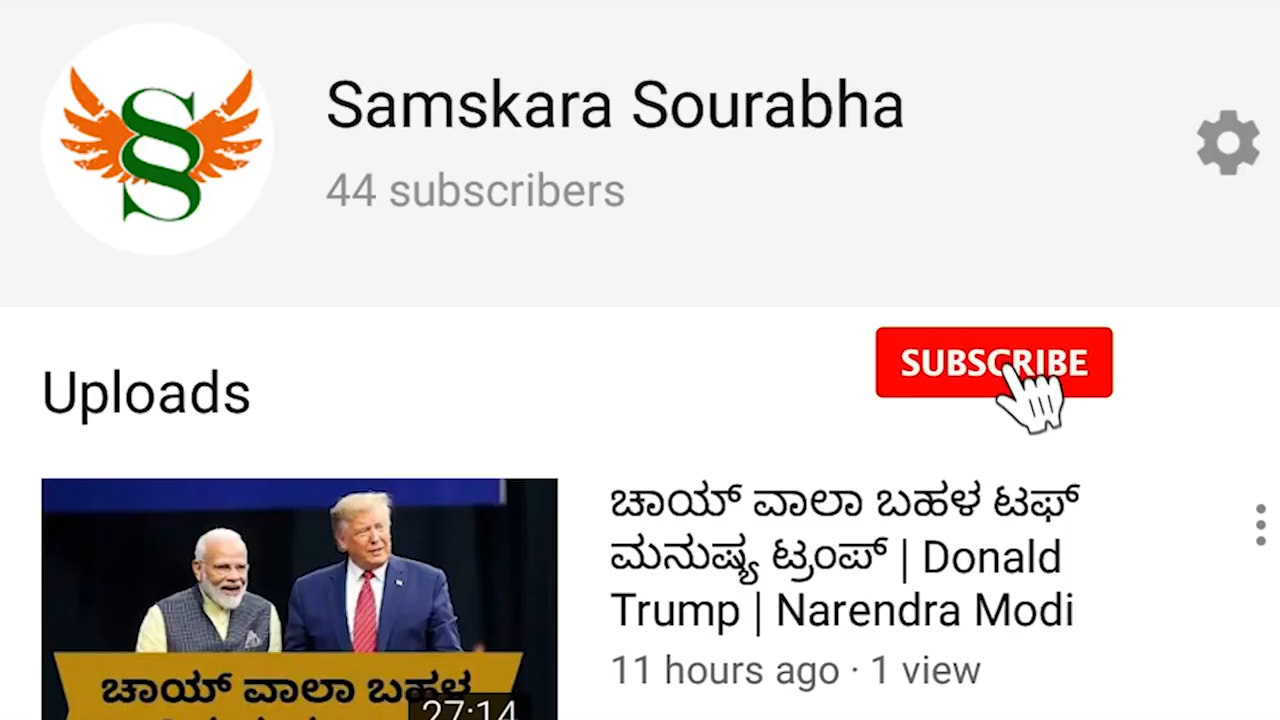 Samskara Sourabha
44 subscribers
SUBSCRIBE
Uploads
ಚಾಯ್ ವಾಲಾ ಬಹಳ ಟಫ್
ಮನುಷ್ಯ ಟ್ರಂಪ್ | Donald
Trump | Narendra Modi
11 hours ago · 1 view
ಚಾಯ್ ವಾಲಾ ಬಹಳ
27:14